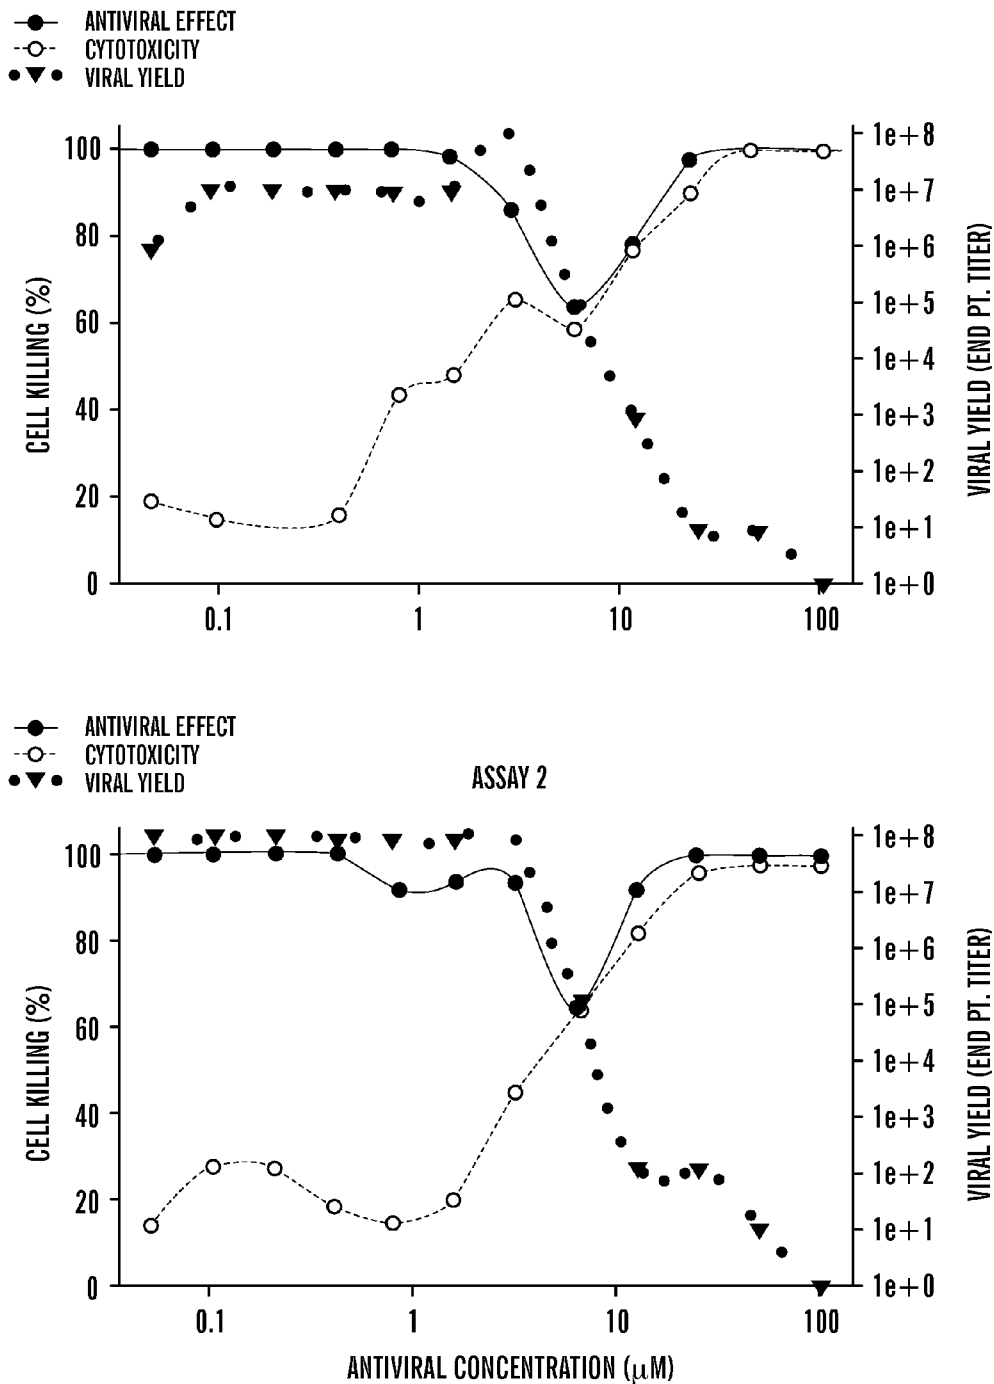 ANTIVIRAL EFFECT
CYTOTOXICITY
VIRAL YIELD
100
80
60
40
20
0
CELL KILLING (%)
1e+8
1e+7
1e+6
1e+5
1e+4
1e+3
1e+2
1e+1
1e+0
VIRAL YIELD (END PT. TITER)
0.1
1
10
100
ANTIVIRAL EFFECT
CYTOTOXICITY
VIRAL YIELD
ASSAY 2
100
80
60
40
20
0
CELL KILLING (%)
1e+8
1e+7
1e+6
1e+5
1e+4
1e+3
1e+2
1e+1
1e+0
VIRAL YIELD (END PT. TITER)
0.1
1
10
100
ANTIVIRAL CONCENTRATION (μM)